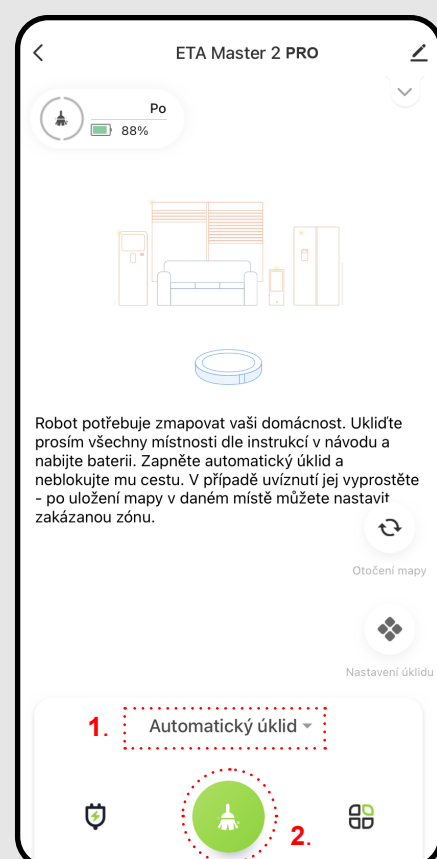 ETA Master 2 PRO
Po
88%
Robot potřebuje zmapovat vaši domácnost. Ukliďte
prosím všechny místnosti dle instrukcí v návodu a
nabijte baterii. Zapněte automatický úklid a
neblokujte mu cestu. V případě uvíznutí jej vyprostěte
- po uložení mapy v daném místě můžete nastavit
zakázanou zónu.
Otočení mapy
Nastavení úklidu
1. Automatický úklid
2.